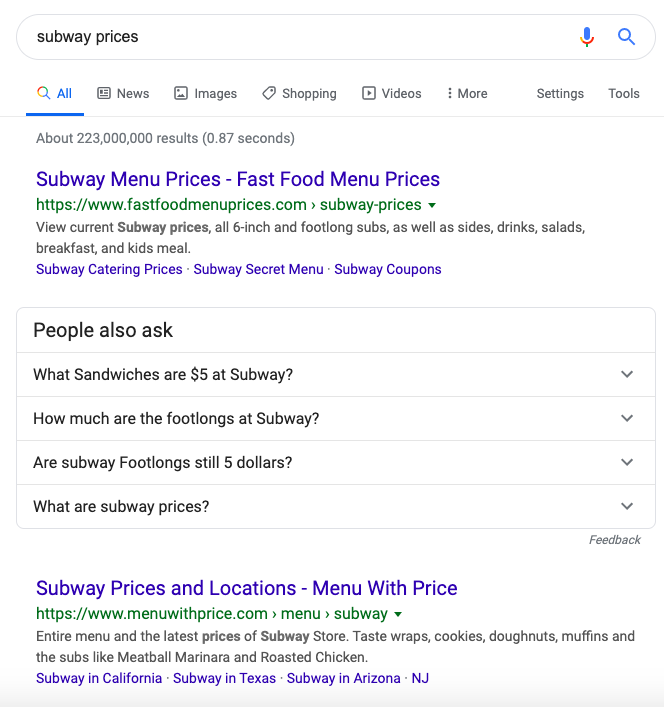 subway prices
All News Images Shopping Videos More Settings Tools
About 223,000,000 results (0.87 seconds)
Subway Menu Prices - Fast Food Menu Prices
https://www.fastfoodmenuprices.com › subway-prices
View current Subway prices, all 6-inch and footlong subs, as well as sides, drinks, salads,
breakfast, and kids meal.
Subway Catering Prices · Subway Secret Menu · Subway Coupons
People also ask
What Sandwiches are $5 at Subway?
How much are the footlongs at Subway?
Are subway Footlongs still 5 dollars?
What are subway prices?
Feedback
Subway Prices and Locations - Menu With Price
https://www.menuwithprice.com › menu › subway
Entire menu and the latest prices of Subway Store. Taste wraps, cookies, doughnuts, muffins and
the subs like Meatball Marinara and Roasted Chicken.
Subway in California · Subway in Texas · Subway in Arizona · NJ